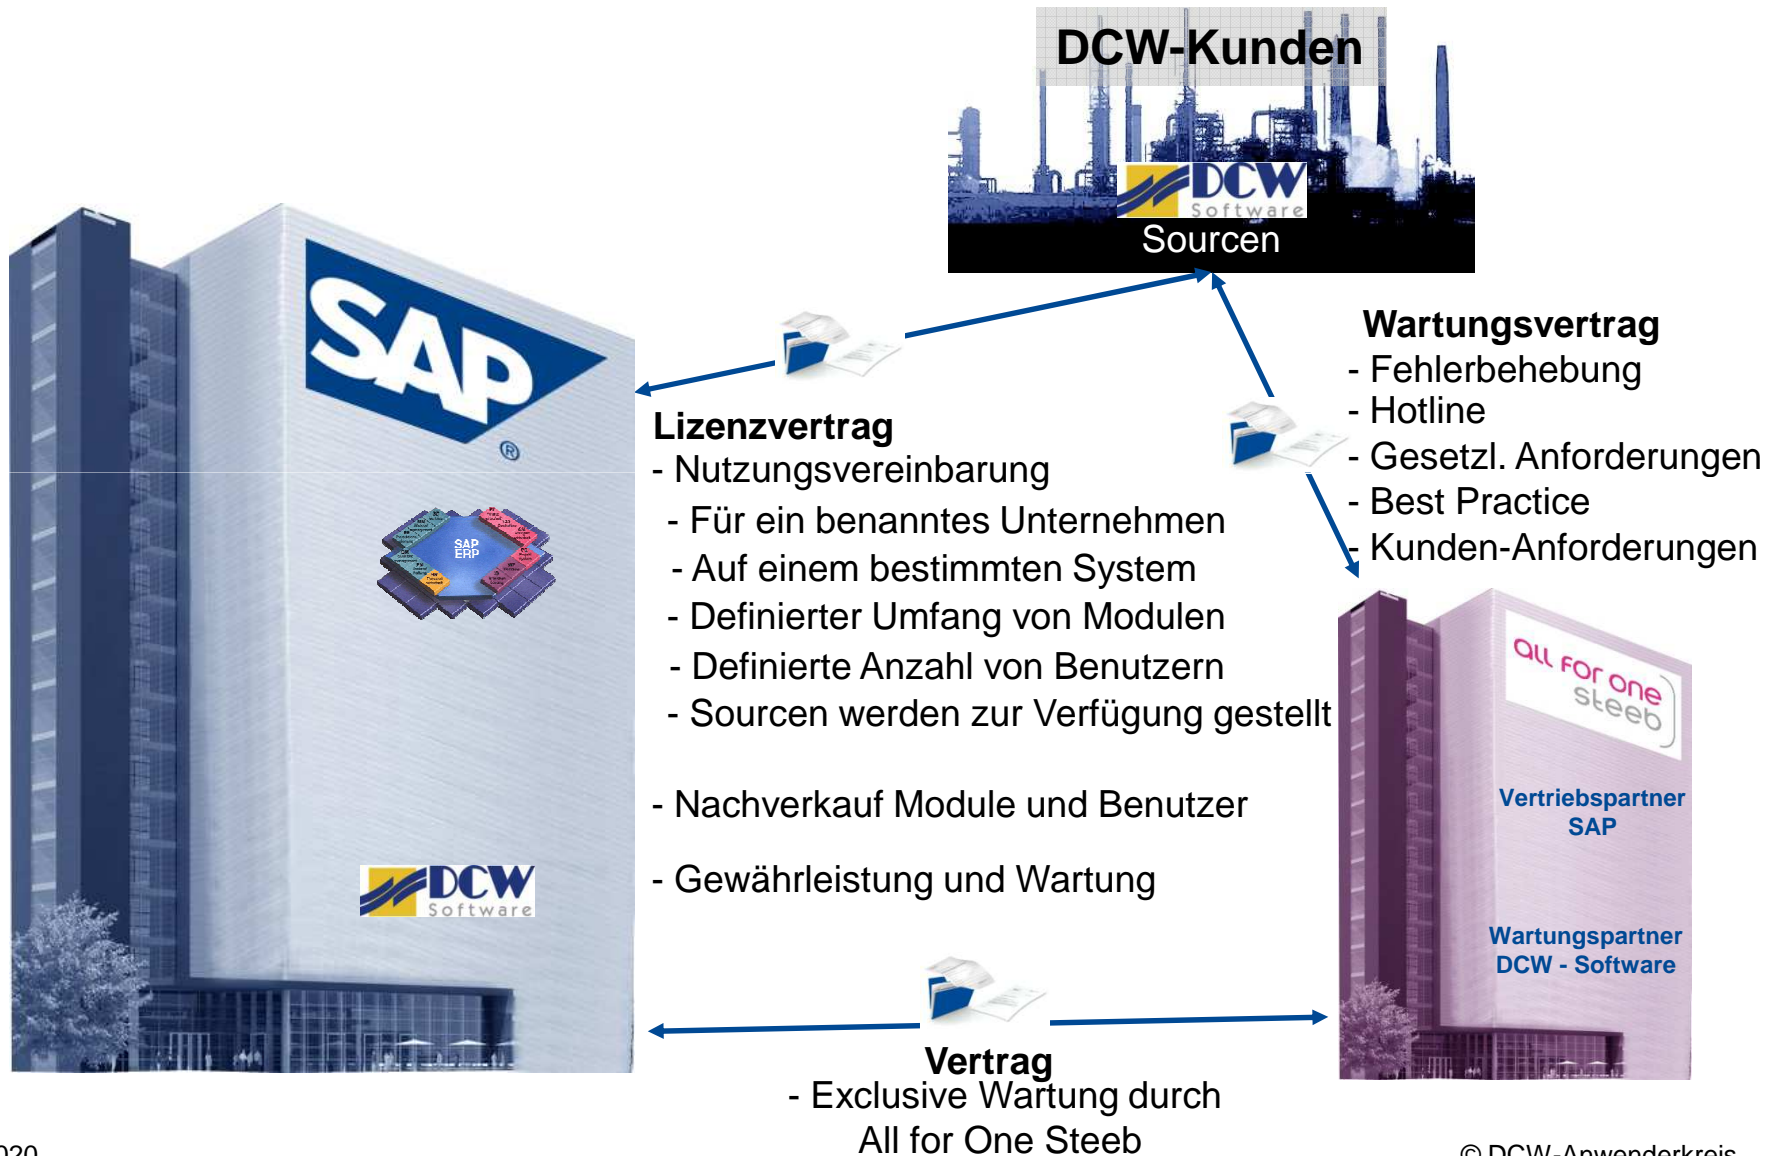 DCW-Kunden
DCW
Software
Sourcen
SAP
®
SAP
ERP
DCW
Software
Lizenzvertrag
- Nutzungsvereinbarung
- Für ein benanntes Unternehmen
- Auf einem bestimmten System
- Definierter Umfang von Modulen
- Definierte Anzahl von Benutzern
- Sourcen werden zur Verfügung gestellt
- Nachverkauf Module und Benutzer
- Gewährleistung und Wartung
Wartungsvertrag
- Fehlerbehebung
- Hotline
- Gesetzl. Anforderungen
- Best Practice
- Kunden-Anforderungen
all for one
steeb
Vertriebspartner
SAP
Wartungspartner
DCW - Software
Vertrag
- Exclusive Wartung durch
All for One Steeb
020
© DCW-Anwenderkreis